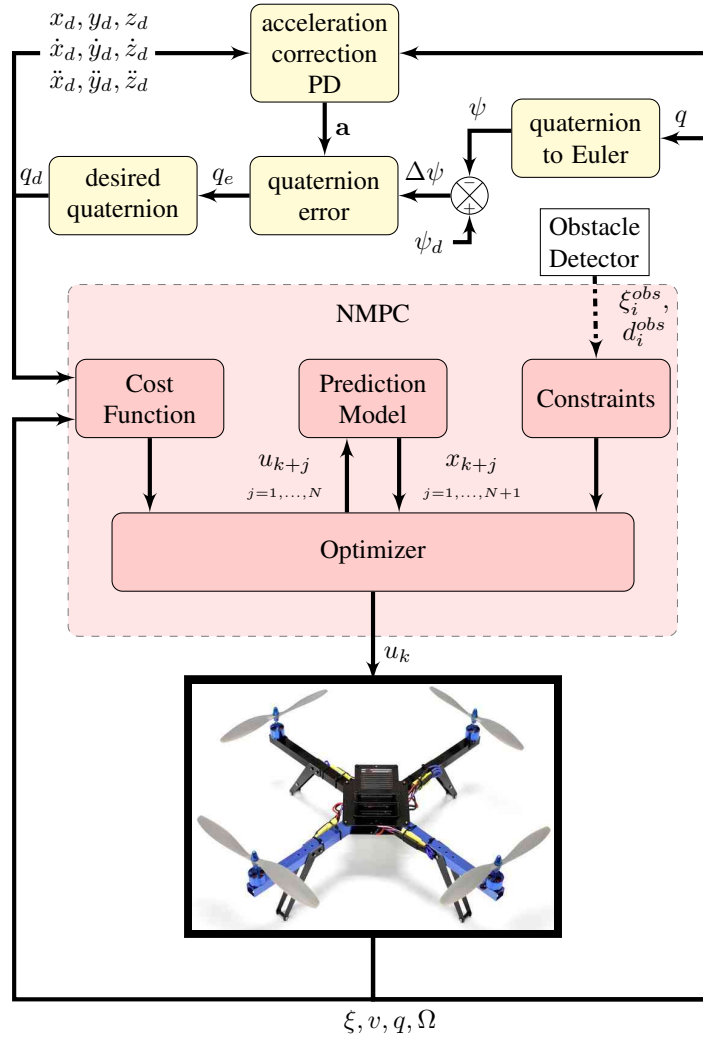 x_d, y_d, z_d
ẋ_d, ẏ_d, ż_d
ẍ_d, ÿ_d, z̈_d
acceleration
correction
PD
a
ψ
quaternion
to Euler
q
q_d
desired
quaternion
q_e
quaternion
error
Δψ
−
+
ψ_d
Obstacle
Detector
ξ_i^{obs},
d_i^{obs}
NMPC
Cost
Function
Prediction
Model
Constraints
u_{k+j}
j=1,...,N
x_{k+j}
j=1,...,N+1
Optimizer
u_k
ξ, v, q, Ω